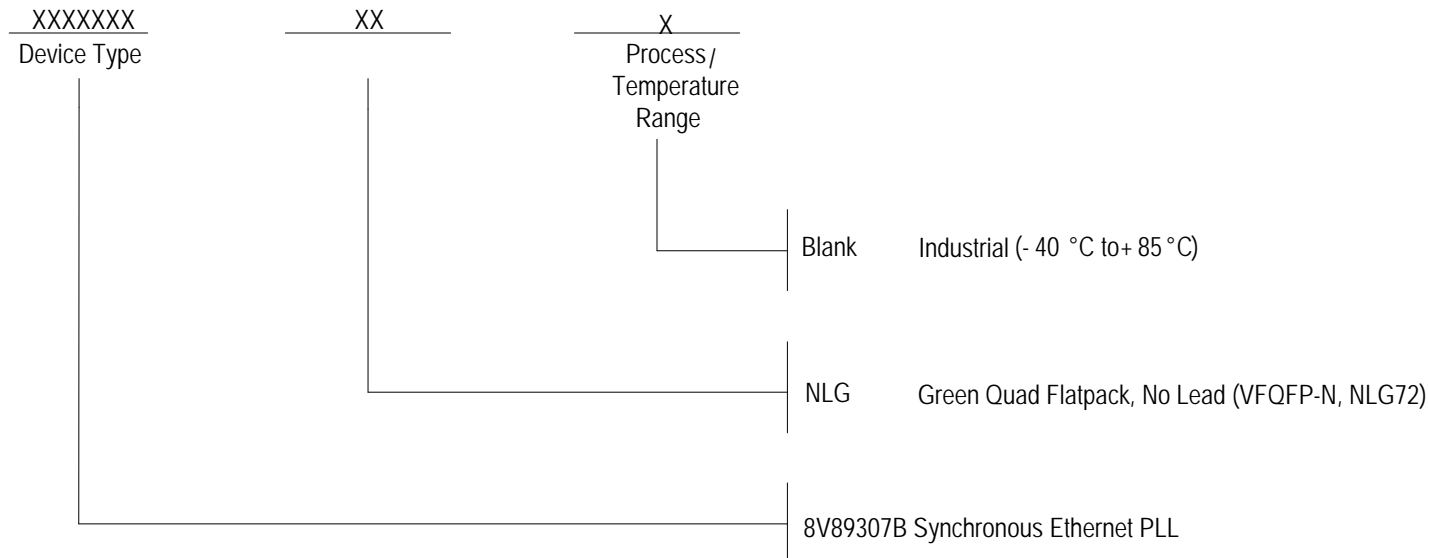 XXXXXXX XX X
Device Type
Process/
Temperature
Range
Blank Industrial (- 40 °C to+ 85°C)
NLG Green Quad Flatpack, No Lead (VFQFP-N, NLG72)
8V89307B Synchronous Ethernet PLL